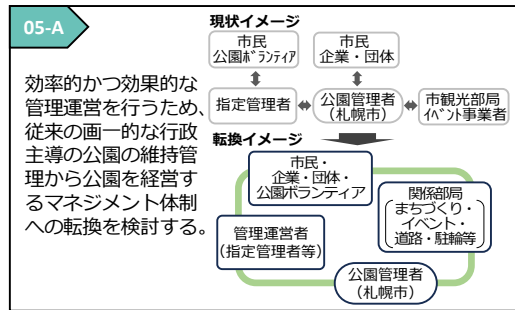 05-A
効率的かつ効果的な
管理運営を行うため、
従来の画一的な行政
主導の公園の維持管
理から公園を経営す
るマネジメント体制
への転換を検討する。
現状イメージ
市民
公園ﾎﾞﾗﾝﾃｨｱ
市民
企業・団体
指定管理者
公園管理者
（札幌市）
市観光部局
ｲﾍﾞﾝﾄ事業者
転換イメージ
市民・
企業・団体・
公園ボランティア
関係部局
まちづくり・
イベント・
道路・駐輪等
管理運営者
(指定管理者等)
公園管理者
（札幌市）